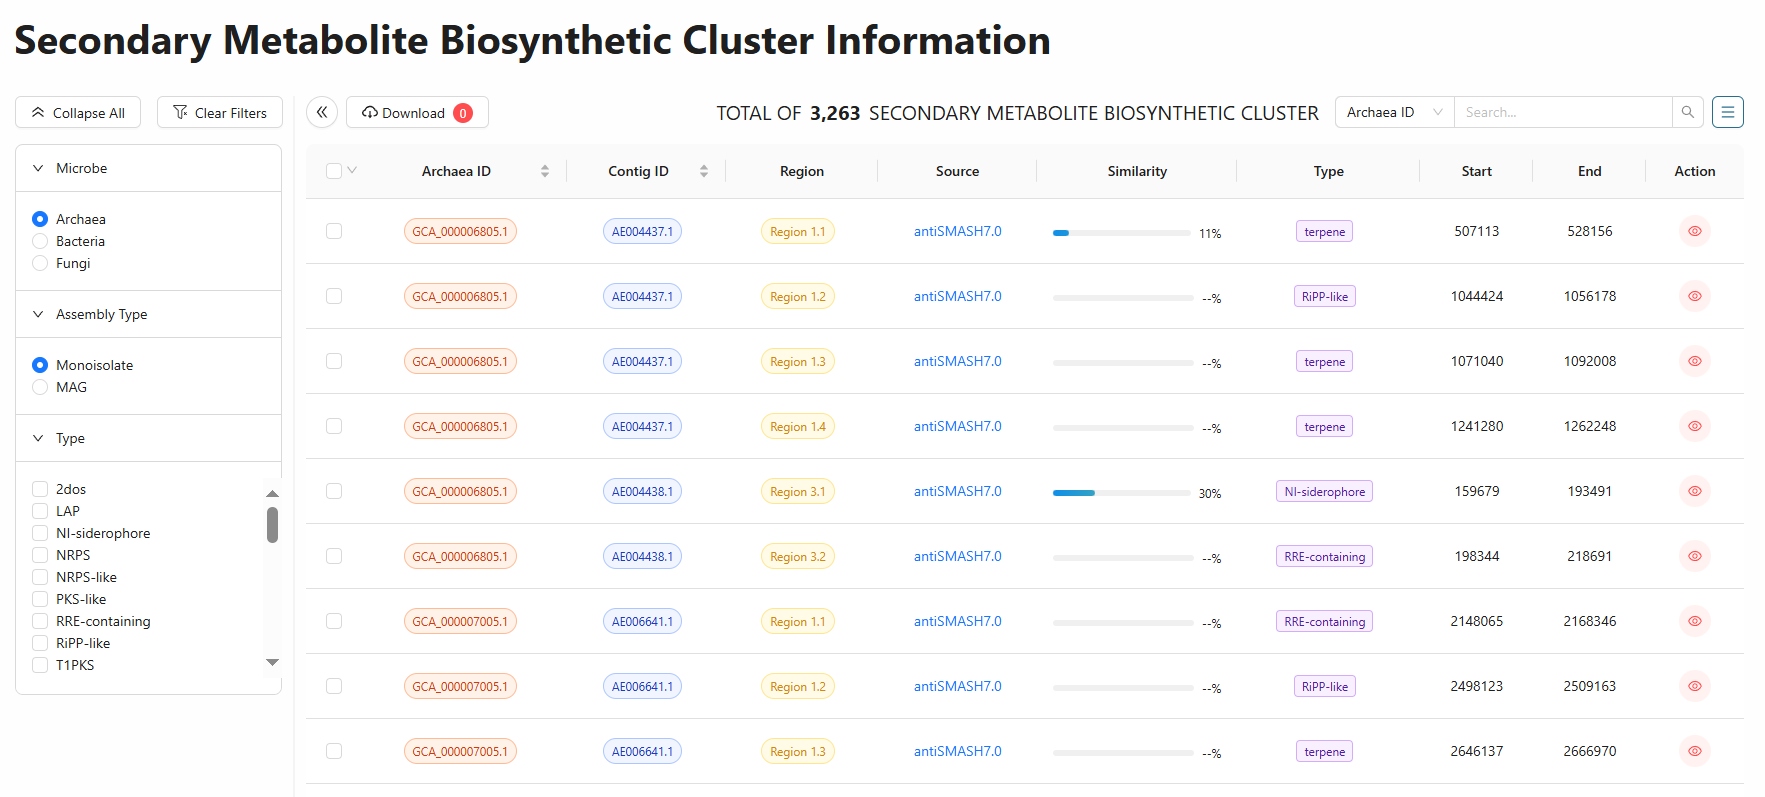 Secondary Metabolite Biosynthetic Cluster Information
Collapse All
Clear Filters
Download 0
TOTAL OF 3,263 SECONDARY METABOLITE BIOSYNTHETIC CLUSTER
Archaea ID
Search...
Microbe
Archaea
Bacteria
Fungi
Assembly Type
Monoisolate
MAG
Type
2dos
LAP
NI-siderophore
NRPS
NRPS-like
PKS-like
RRE-containing
RiPP-like
T1PKS
Archaea ID Contig ID Region Source Similarity Type Start End Action
GCA_000006805.1 AE004437.1 Region 1.1 antiSMASH7.0 11% terpene 507113 528156
GCA_000006805.1 AE004437.1 Region 1.2 antiSMASH7.0 --% RiPP-like 1044424 1056178
GCA_000006805.1 AE004437.1 Region 1.3 antiSMASH7.0 --% terpene 1071040 1092008
GCA_000006805.1 AE004437.1 Region 1.4 antiSMASH7.0 --% terpene 1241280 1262248
GCA_000006805.1 AE004438.1 Region 3.1 antiSMASH7.0 30% NI-siderophore 159679 193491
GCA_000006805.1 AE004438.1 Region 3.2 antiSMASH7.0 --% RRE-containing 198344 218691
GCA_000007005.1 AE006641.1 Region 1.1 antiSMASH7.0 --% RRE-containing 2148065 2168346
GCA_000007005.1 AE006641.1 Region 1.2 antiSMASH7.0 --% RiPP-like 2498123 2509163
GCA_000007005.1 AE006641.1 Region 1.3 antiSMASH7.0 --% terpene 2646137 2666970